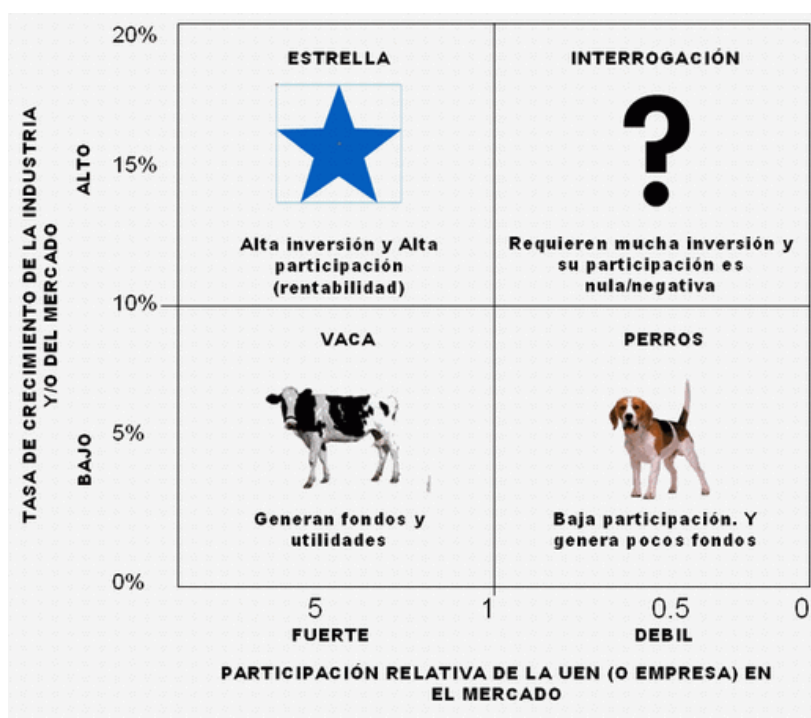 20%
ESTRELLA
INTERROGACIÓN
?
15%
ALTO
TASA DE CRECIMIENTO DE LA INDUSTRIA
Y/O DEL MERCADO
Alta inversión y Alta
participación
(rentabilidad)
Requieren mucha inversión y
su participación es
nula/negativa
10%
VACA
PERROS
5%
BAJO
Generan fondos y
utilidades
Baja participación. Y
genera pocos fondos
0%
5
1
0.5
0
FUERTE
DEBIL
PARTICIPACIÓN RELATIVA DE LA UEN (O EMPRESA) EN
EL MERCADO